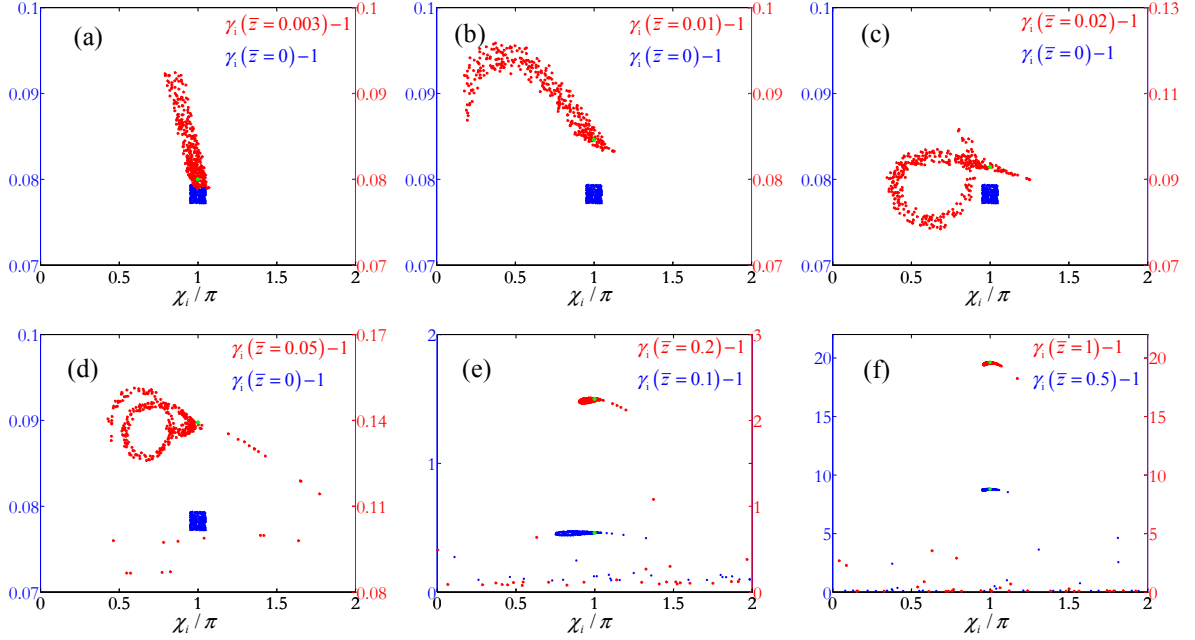 0.1 (a) γᵢ(z̄ = 0.003)−1 0.1
γᵢ(z̄ = 0)−1
0.09 0.09
0.08 0.08
0.07 0.07
0 0.5 1 1.5 2
χᵢ / π
0.1 (b) γᵢ(z̄ = 0.01)−1 0.1
γᵢ(z̄ = 0)−1
0.09 0.09
0.08 0.08
0.07 0.07
0 0.5 1 1.5 2
χᵢ / π
0.1 (c) γᵢ(z̄ = 0.02)−1 0.13
γᵢ(z̄ = 0)−1
0.09 0.11
0.08 0.09
0.07 0.07
0 0.5 1 1.5 2
χᵢ / π
0.1 (d) γᵢ(z̄ = 0.05)−1 0.17
γᵢ(z̄ = 0)−1
0.09 0.14
0.08 0.11
0.07 0.08
0 0.5 1 1.5 2
χᵢ / π
2 (e) γᵢ(z̄ = 0.2)−1 3
γᵢ(z̄ = 0.1)−1
2
1
1
0 0
0 0.5 1 1.5 2
χᵢ / π
(f) γᵢ(z̄ = 1)−1
20 γᵢ(z̄ = 0.5)−1 20
15 15
10 10
5 5
0 0
0 0.5 1 1.5 2
χᵢ / π